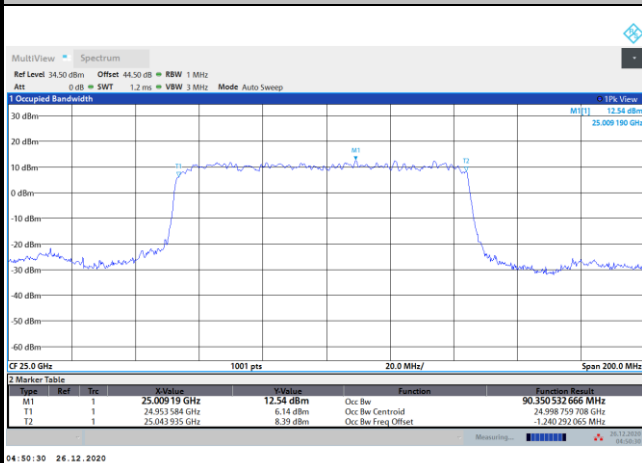 MultiView Spectrum
Ref Level 34.50 dBm Offset 44.50 dB RBW 1 MHz
Att 0 dB SWT 1.2 ms VBW 3 MHz Mode Auto Sweep
1 Occupied Bandwidth 1Pk View
M1[1] 12.54 dBm
25.009 190 GHz
30 dBm
20 dBm
M1
T1 T2
10 dBm
0 dBm
-10 dBm
-20 dBm
-30 dBm
-40 dBm
-50 dBm
-60 dBm
CF 25.0 GHz 1001 pts 20.0 MHz/ Span 200.0 MHz
2 Marker Table
Type Ref Trc X-Value Y-Value Function Function Result
M1 1 25.009 19 GHz 12.54 dBm Occ Bw 90.350 532 666 MHz
T1 1 24.953 584 GHz 6.14 dBm Occ Bw Centroid 24.998 759 708 GHz
T2 1 25.043 935 GHz 8.39 dBm Occ Bw Freq Offset -1.240 292 065 MHz
Measuring... 26.12.2020
04:50:30
04:50:30 26.12.2020